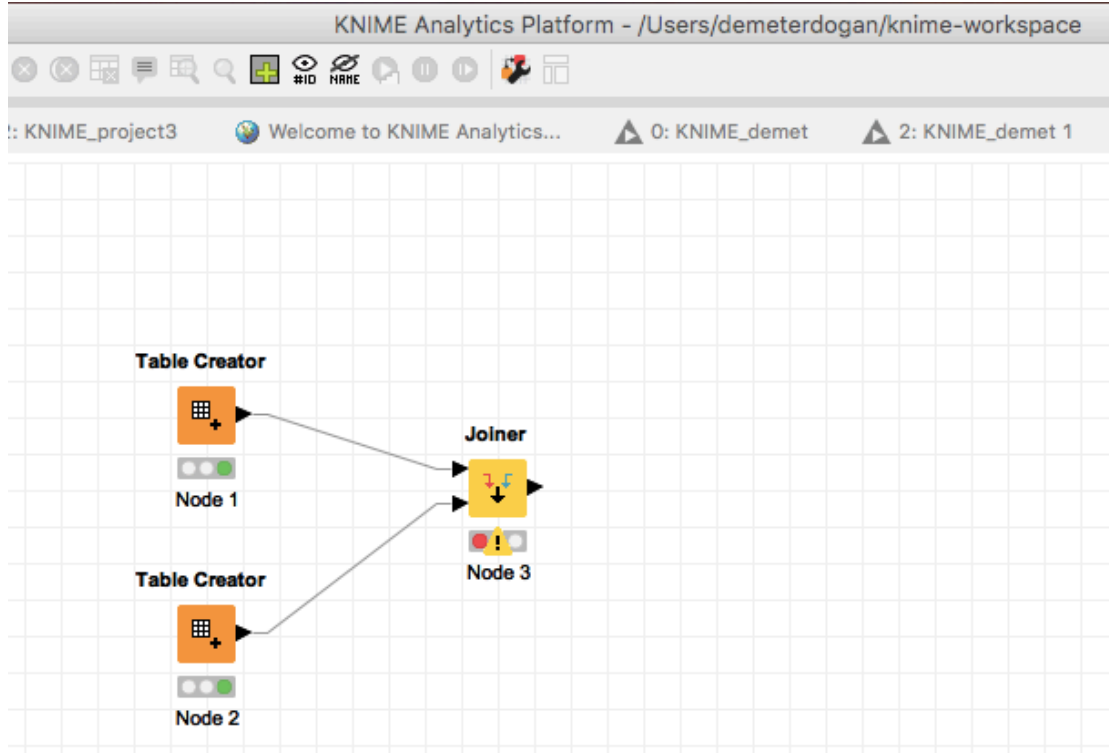 KNIME Analytics Platform - /Users/demeterdogan/knime-workspace
#ID NAME
2: KNIME_project3 Welcome to KNIME Analytics... 0: KNIME_demet 2: KNIME_demet 1
Table Creator
Joiner
Node 1
Node 3
Table Creator
Node 2